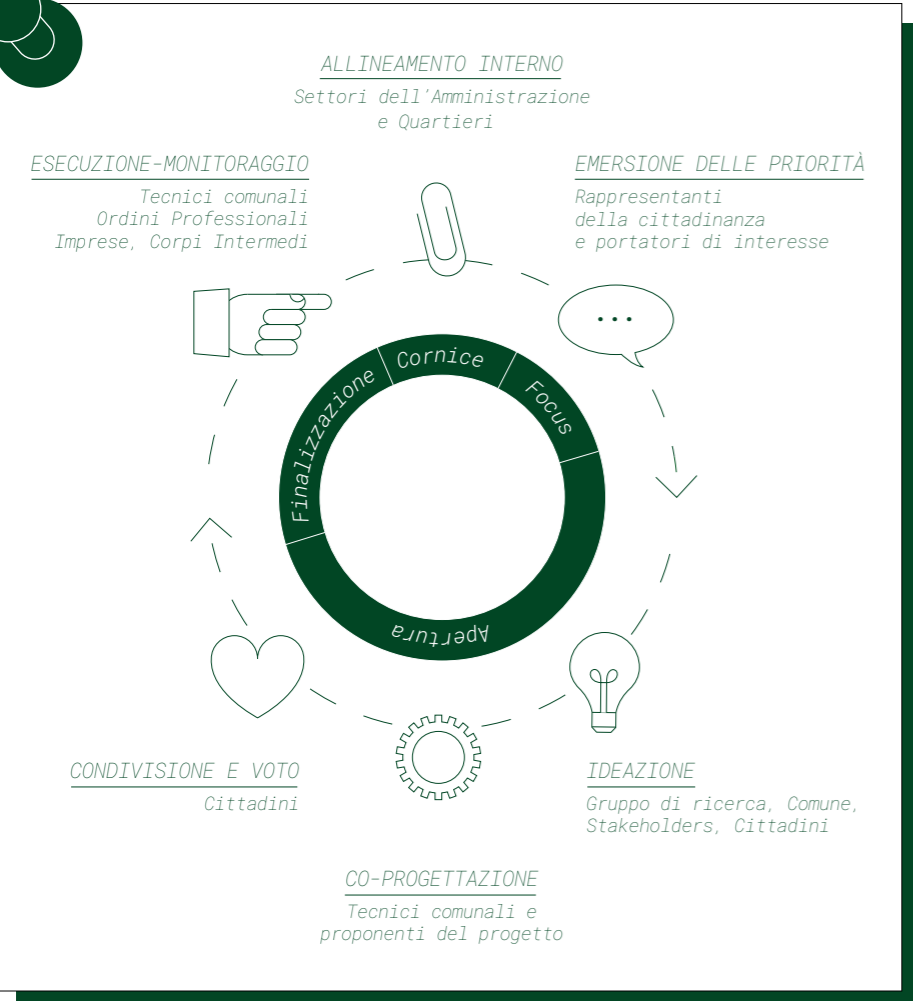 ALLINEAMENTO INTERNO
Settori dell'Amministrazione
e Quartieri
EMERSIONE DELLE PRIORITÀ
Rappresentanti
della cittadinanza
e portatori di interesse
IDEAZIONE
Gruppo di ricerca, Comune,
Stakeholders, Cittadini
CO-PROGETTAZIONE
Tecnici comunali e
proponenti del progetto
CONDIVISIONE E VOTO
Cittadini
ESECUZIONE-MONITORAGGIO
Tecnici comunali
Ordini Professionali
Imprese, Corpi Intermedi
Cornice
Focus
Apertura
Finalizzazione